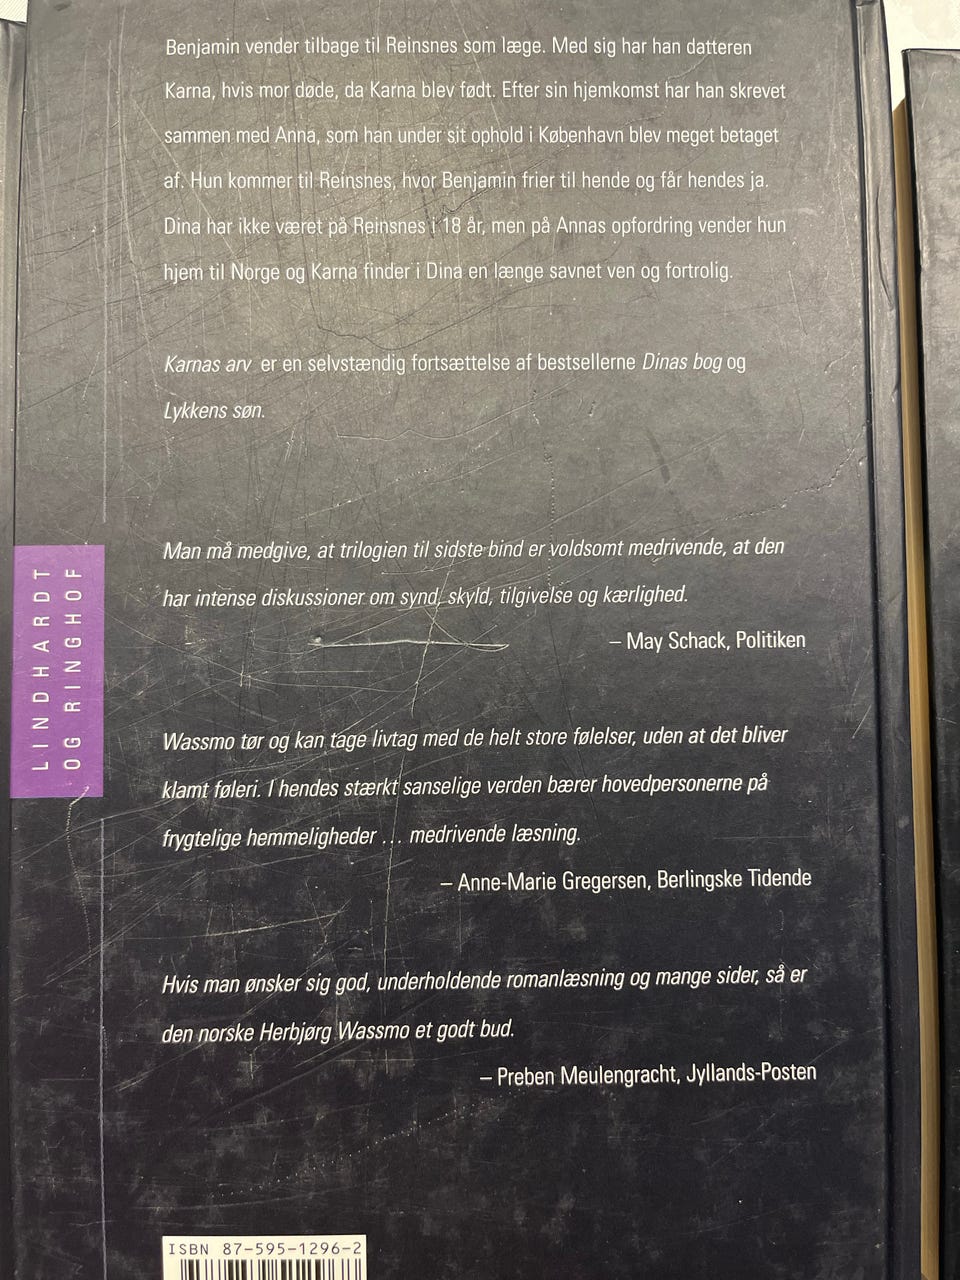 Benjamin vender tilbage til Reinsnes som læge. Med sig har han datteren
Karna, hvis mor døde, da Karna blev født. Efter sin hjemkomst har han skrevet
sammen med Anna, som han under sit ophold i København blev meget betaget
af. Hun kommer til Reinsnes, hvor Benjamin frier til hende og får hendes ja.
Dina har ikke været på Reinsnes i 18 år, men på Annas opfordring vender hun
hjem til Norge og Karna finder i Dina en længe savnet ven og fortrolig.
Karnas arv er en selvstændig fortsættelse af bestsellerne Dinas bog og
Lykkens søn.
Man må medgive, at trilogien til sidste bind er voldsomt medrivende, at den
har intense diskussioner om synd, skyld, tilgivelse og kærlighed.
– May Schack, Politiken
Wassmo tør og kan tage livtag med de helt store følelser, uden at det bliver
klamt føleri. I hendes stærkt sanselige verden bærer hovedpersonerne på
frygtelige hemmeligheder ... medrivende læsning.
– Anne-Marie Gregersen, Berlingske Tidende
Hvis man ønsker sig god, underholdende romanlæsning og mange sider, så er
den norske Herbjørg Wassmo et godt bud.
– Preben Meulengracht, Jyllands-Posten
LINDHARDT
OG RINGHOF
ISBN 87-595-1296-2